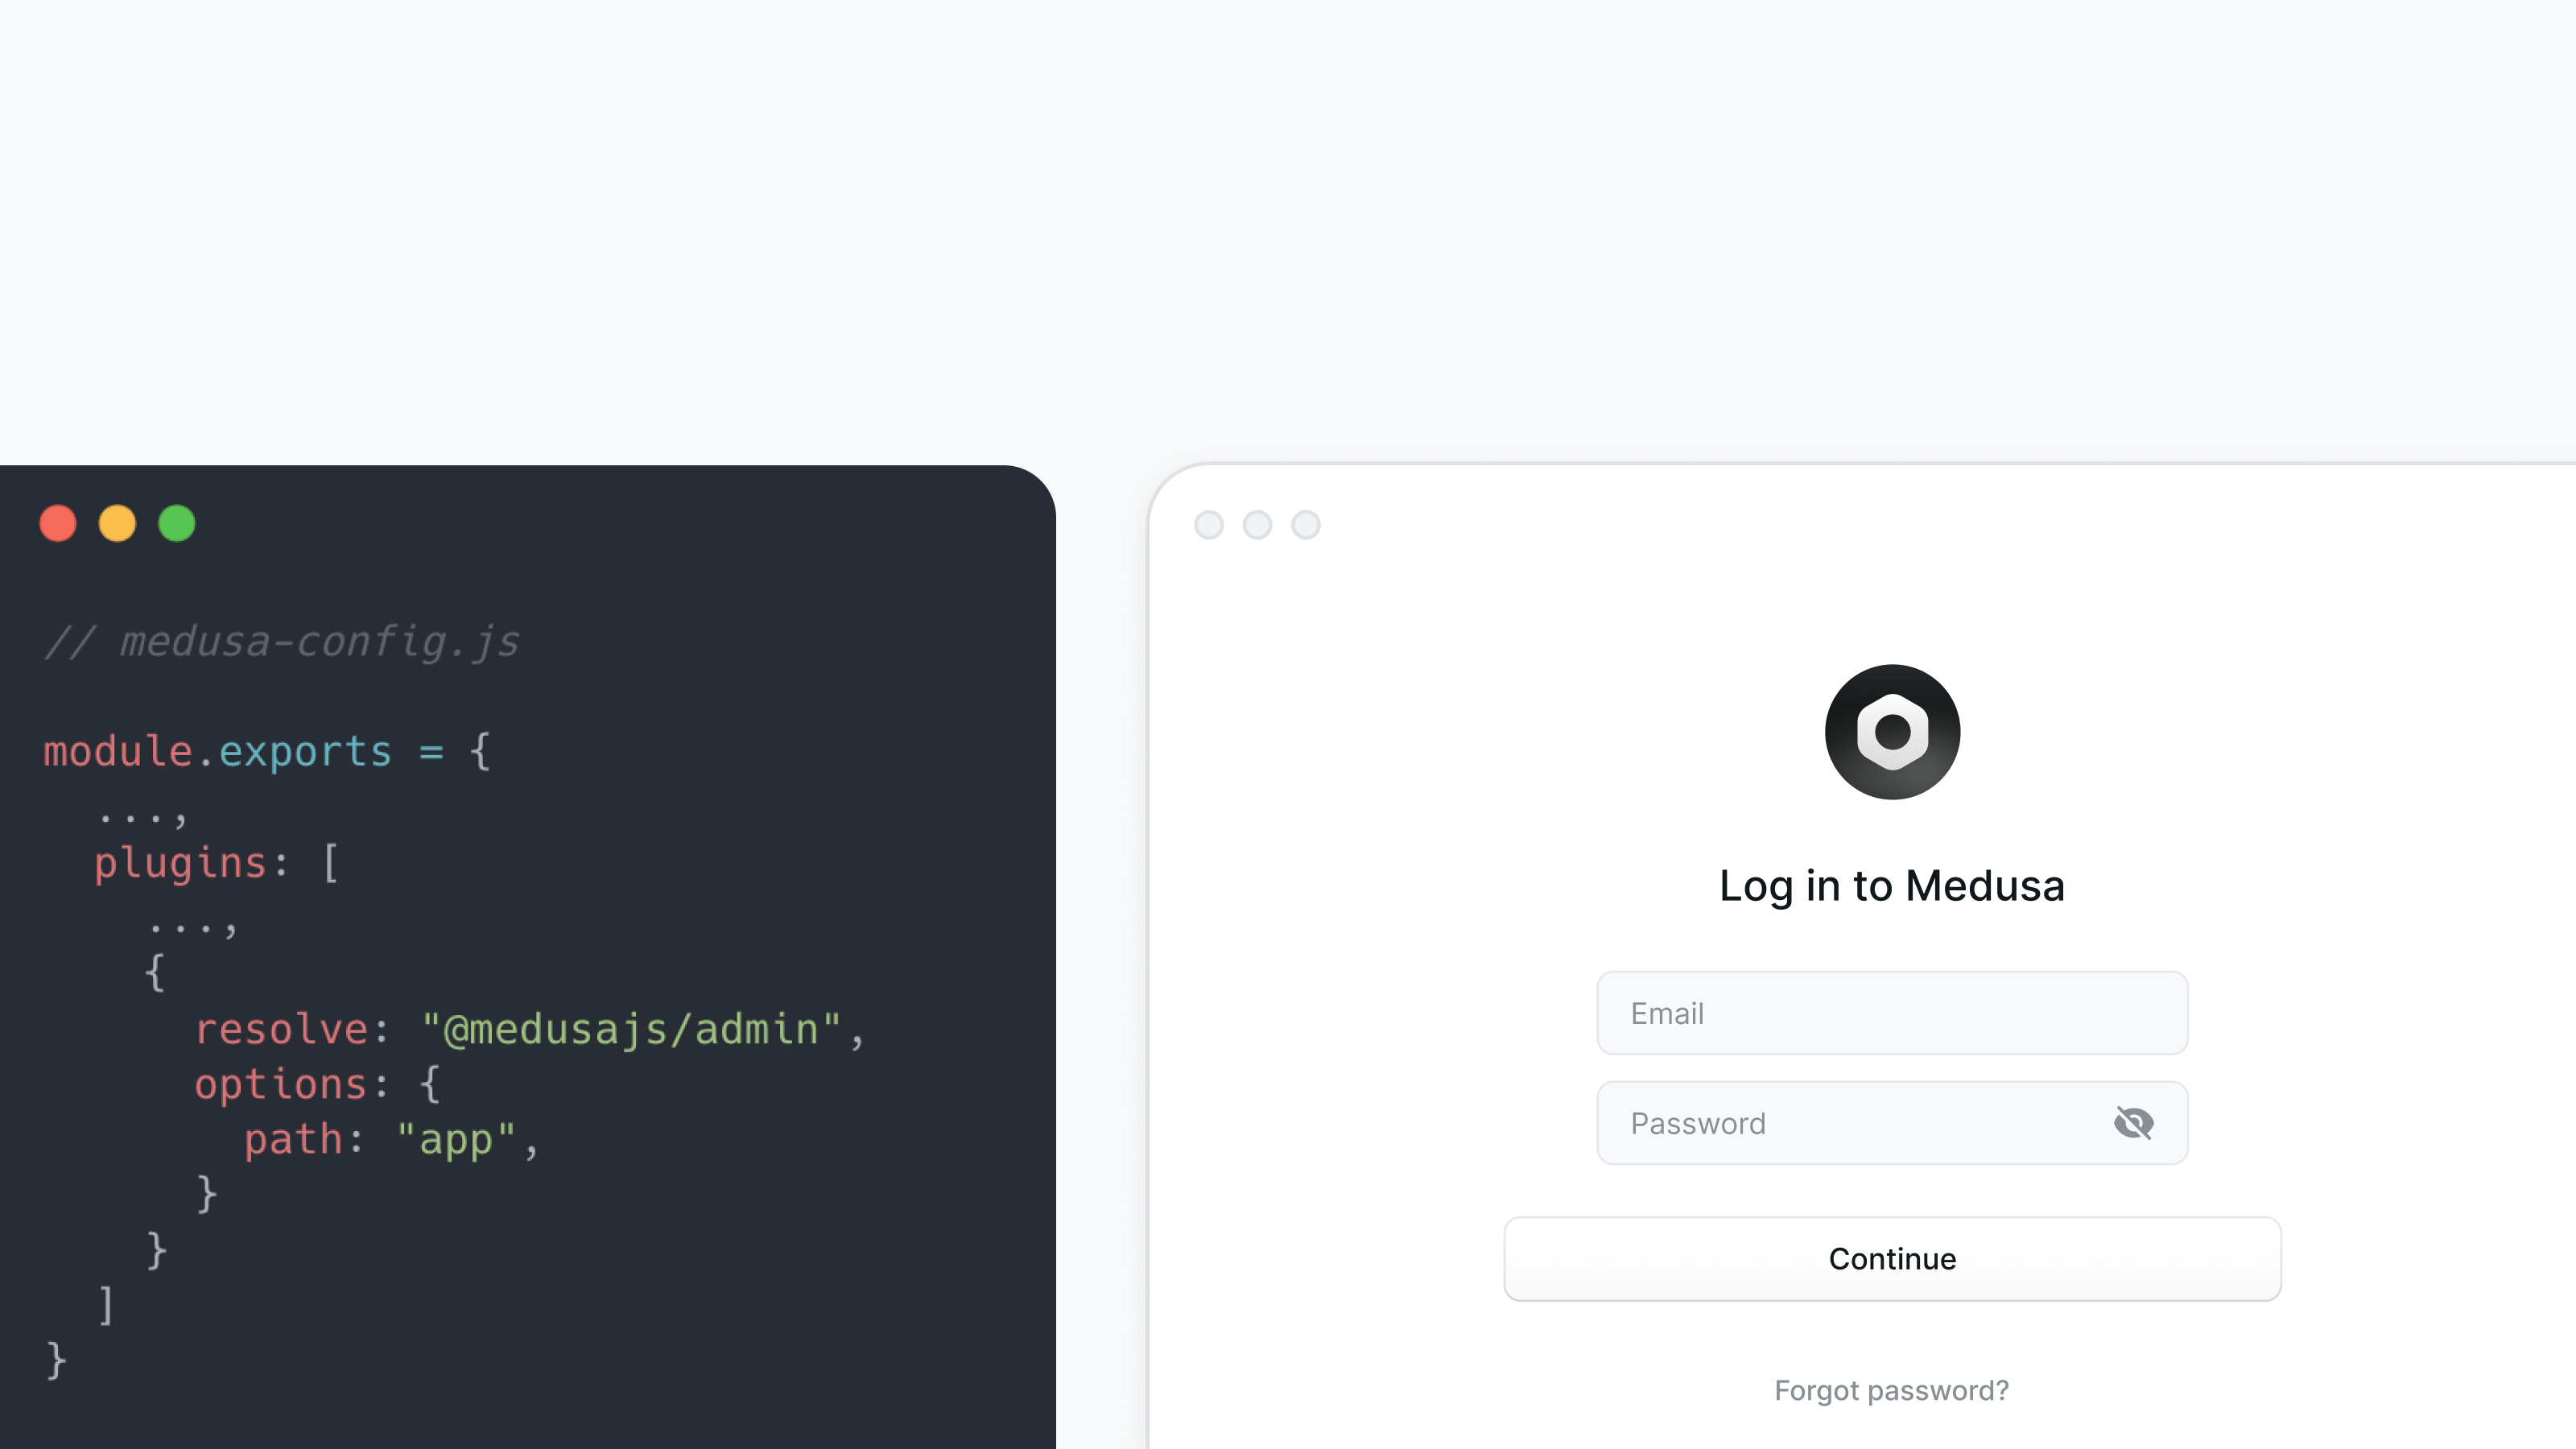 // medusa-config.js
module.exports = {
...,
plugins: [
...,
{
resolve: "@medusajs/admin",
options: {
path: "app",
}
}
]
}
Log in to Medusa
Email
Password
Continue
Forgot password?